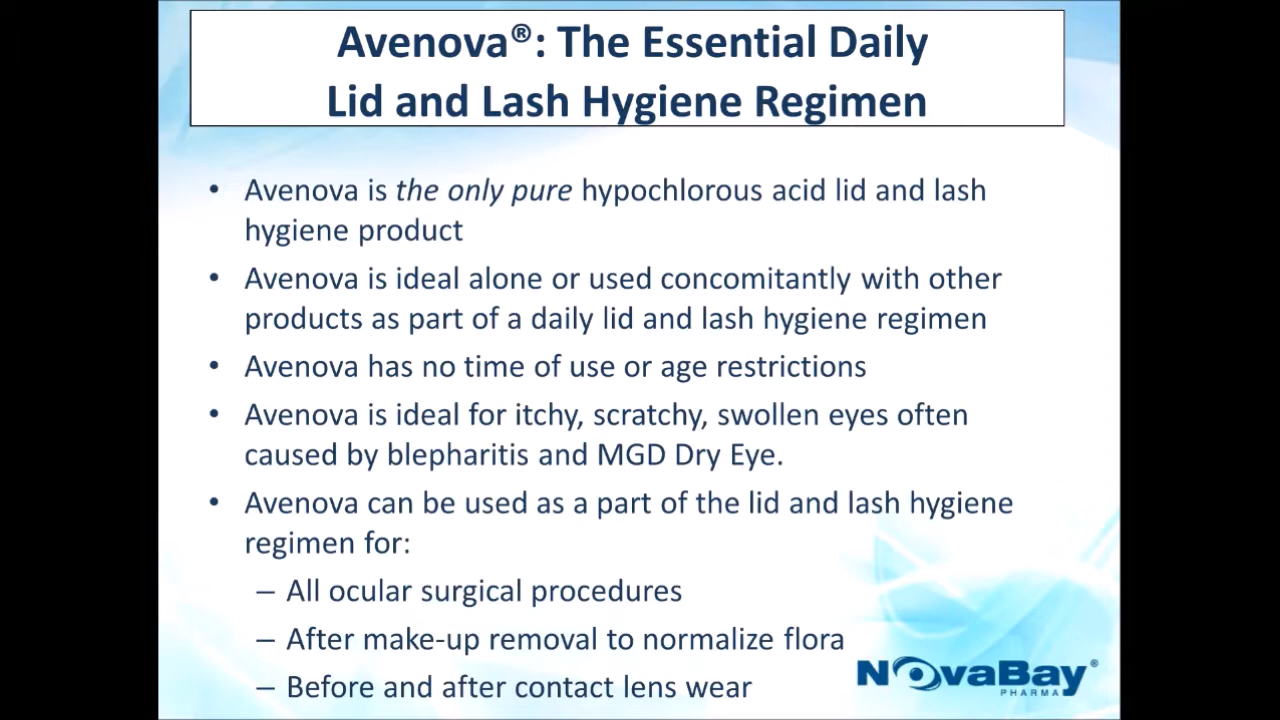 Avenova®: The Essential Daily
Lid and Lash Hygiene Regimen
• Avenova is the only pure hypochlorous acid lid and lash
hygiene product
• Avenova is ideal alone or used concomitantly with other
products as part of a daily lid and lash hygiene regimen
• Avenova has no time of use or age restrictions
• Avenova is ideal for itchy, scratchy, swollen eyes often
caused by blepharitis and MGD Dry Eye.
• Avenova can be used as a part of the lid and lash hygiene
regimen for:
– All ocular surgical procedures
– After make-up removal to normalize flora
– Before and after contact lens wear
NovaBay®
PHARMA